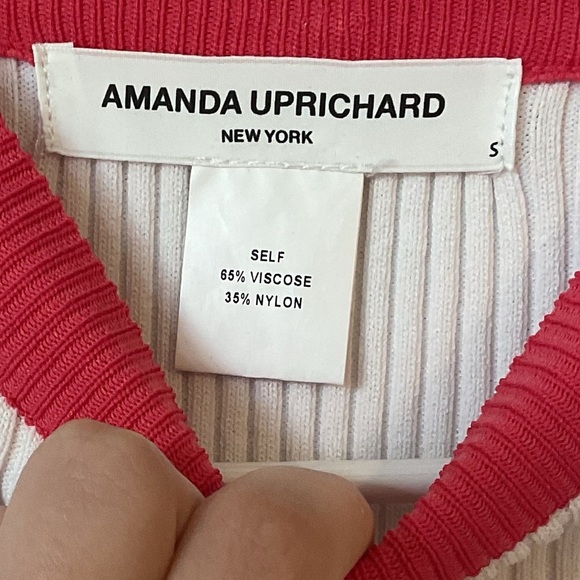 AMANDA UPRICHARD
NEW YORK
S
SELF
65% VISCOSE
35% NYLON